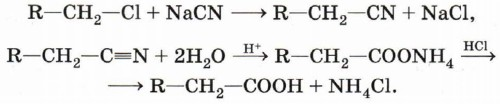 R—CH₂—Cl + NaCN ⟶ R—CH₂—CN + NaCl,
R—CH₂—C≡N + 2H₂O —H⁺→ R—CH₂—COONH₄ —HCl→
⟶ R—CH₂—COOH + NH₄Cl.